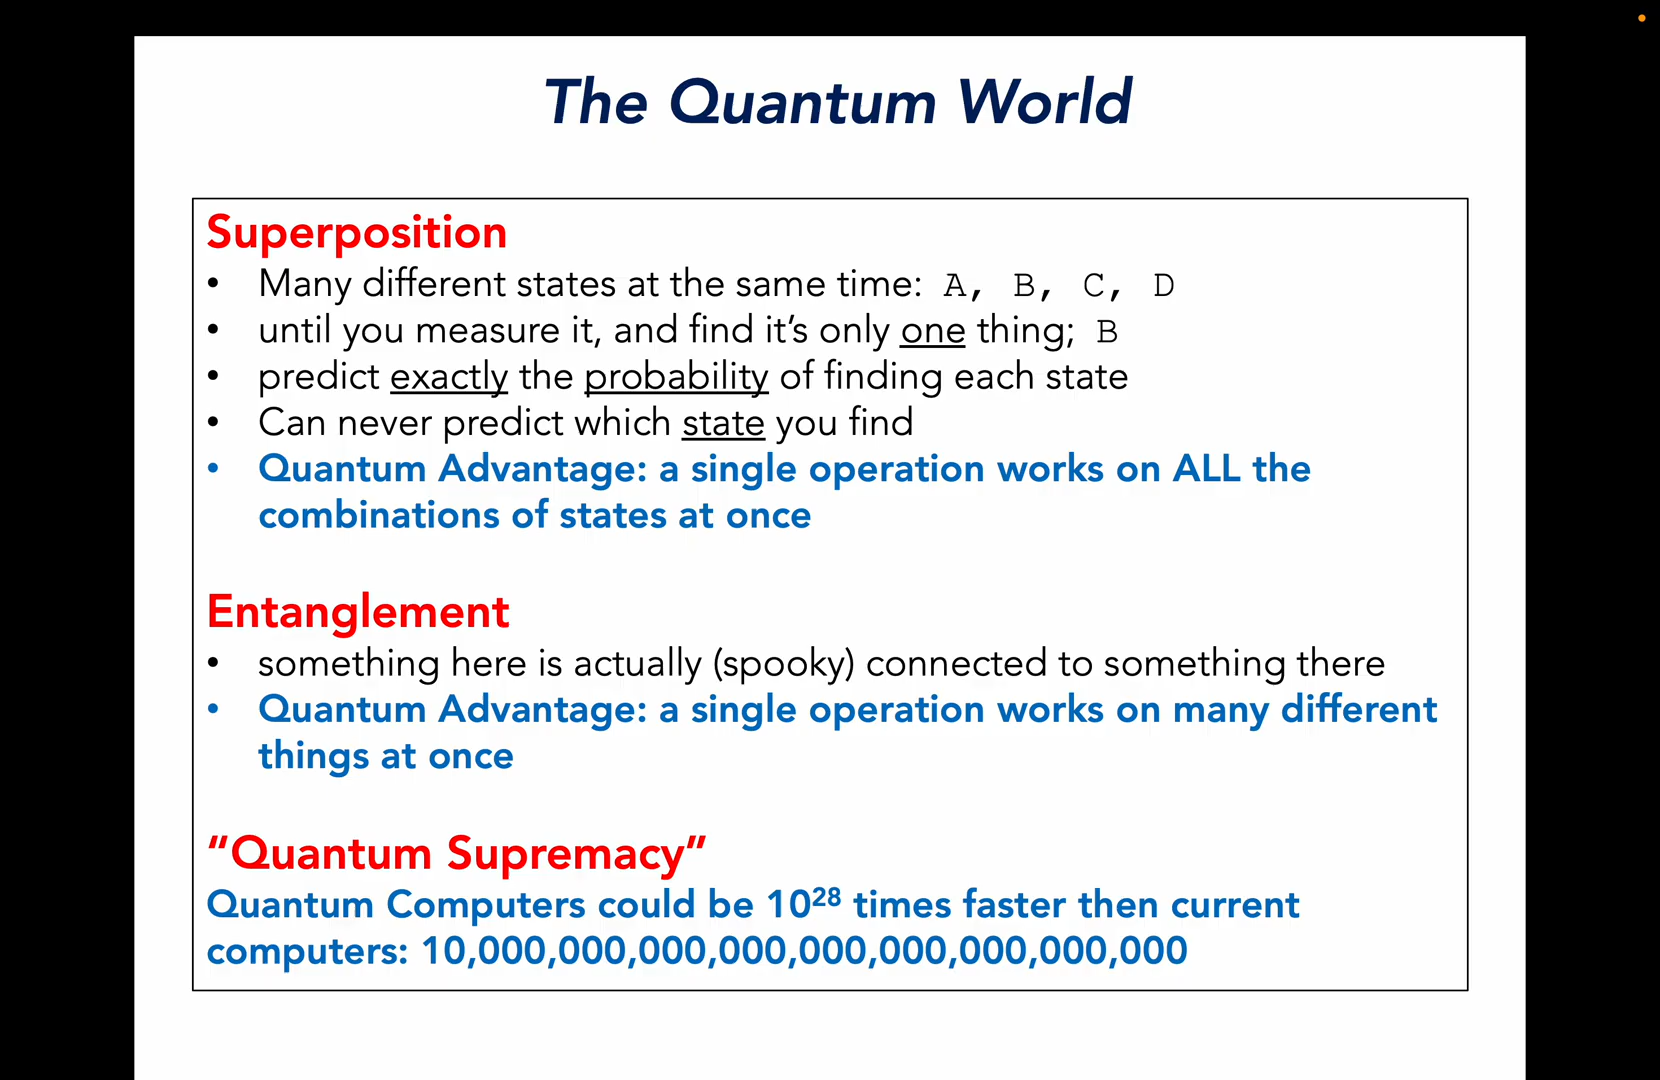 The Quantum World
Superposition
• Many different states at the same time: A, B, C, D
• until you measure it, and find it’s only one thing; B
• predict exactly the probability of finding each state
• Can never predict which state you find
• Quantum Advantage: a single operation works on ALL the
combinations of states at once
Entanglement
• something here is actually (spooky) connected to something there
• Quantum Advantage: a single operation works on many different
things at once
“Quantum Supremacy”
Quantum Computers could be 10²⁸ times faster then current
computers: 10,000,000,000,000,000,000,000,000,000